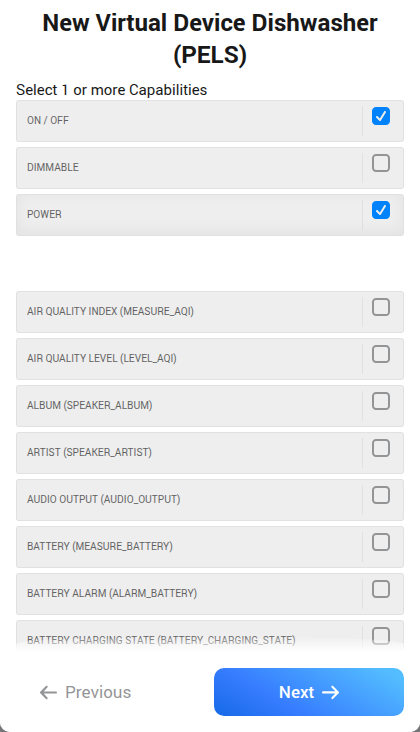 New Virtual Device Dishwasher
(PELS)
Select 1 or more Capabilities
ON / OFF
DIMMABLE
POWER
AIR QUALITY INDEX (MEASURE_AQI)
AIR QUALITY LEVEL (LEVEL_AQI)
ALBUM (SPEAKER_ALBUM)
ARTIST (SPEAKER_ARTIST)
AUDIO OUTPUT (AUDIO_OUTPUT)
BATTERY (MEASURE_BATTERY)
BATTERY ALARM (ALARM_BATTERY)
BATTERY CHARGING STATE (BATTERY_CHARGING_STATE)
Previous
Next